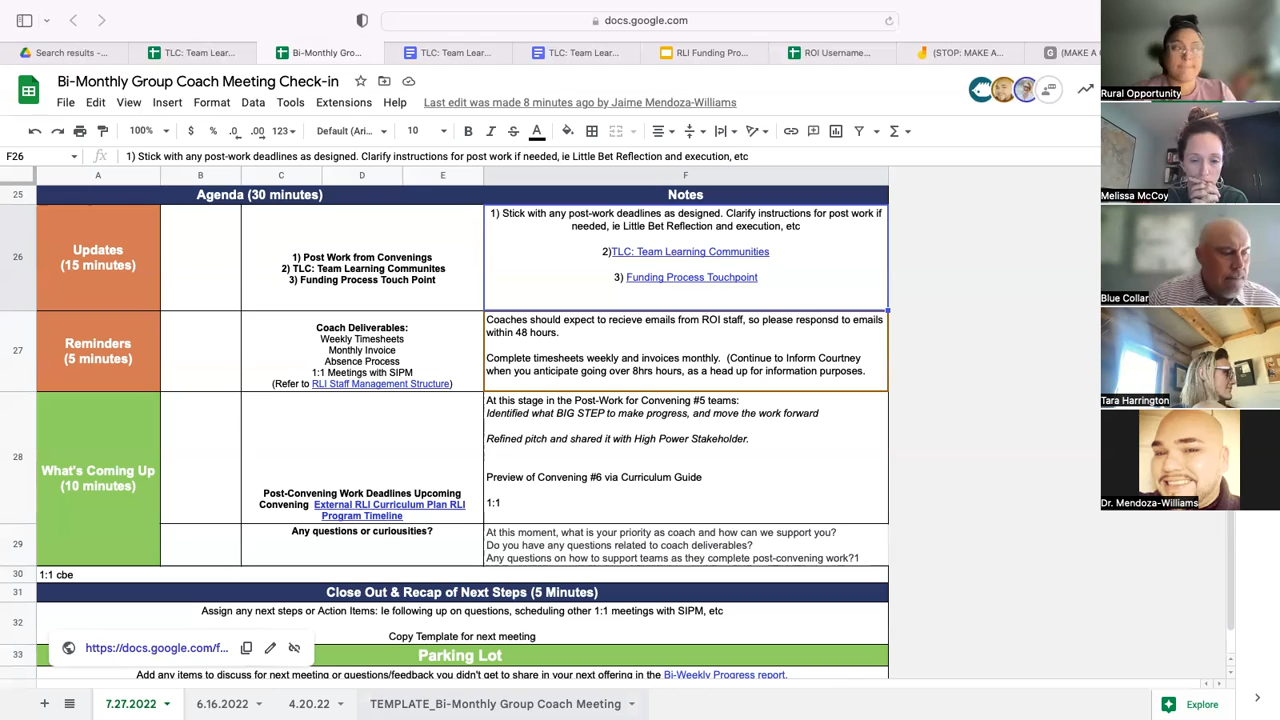 docs.google.com
Search results -...
TLC: Team Lear...
Bi-Monthly Gro...
TLC: Team Lear...
TLC: Team Lear...
RLI Funding Pro...
ROI Username...
(STOP: MAKE A...
(MAKE A C
Bi-Monthly Group Coach Meeting Check-in
File Edit View Insert Format Data Tools Extensions Help Last edit was made 8 minutes ago by Jaime Mendoza-Williams
100% $ % .0 .00 123 Default (Ari... 10 B I S A
F26 fx 1) Stick with any post-work deadlines as designed. Clarify instructions for post work if needed, ie Little Bet Reflection and execution, etc
A B C D E F
25 Agenda (30 minutes) Notes
26
Updates
(15 minutes)
1) Post Work from Convenings
2) TLC: Team Learning Communites
3) Funding Process Touch Point
1) Stick with any post-work deadlines as designed. Clarify instructions for post work if
needed, ie Little Bet Reflection and execution, etc
2)TLC: Team Learning Communities
3) Funding Process Touchpoint
27
Reminders
(5 minutes)
Coach Deliverables:
Weekly Timesheets
Monthly Invoice
Absence Process
1:1 Meetings with SIPM
(Refer to RLI Staff Management Structure)
Coaches should expect to recieve emails from ROI staff, so please responsd to emails
within 48 hours.
Complete timesheets weekly and invoices monthly. (Continue to Inform Courtney
when you anticipate going over 8hrs hours, as a head up for information purposes.
28
What's Coming Up
(10 minutes)
Post-Convening Work Deadlines Upcoming
Convening External RLI Curriculum Plan RLI
Program Timeline
At this stage in the Post-Work for Convening #5 teams:
Identified what BIG STEP to make progress, and move the work forward
Refined pitch and shared it with High Power Stakeholder.
Preview of Convening #6 via Curriculum Guide
1:1
29
Any questions or curiousities?
At this moment, what is your priority as coach and how can we support you?
Do you have any questions related to coach deliverables?
Any questions on how to support teams as they complete post-convening work?1
30 1:1 cbe
31 Close Out & Recap of Next Steps (5 Minutes)
32
Assign any next steps or Action Items: Ie following up on questions, scheduling other 1:1 meetings with SIPM, etc
Copy Template for next meeting
https://docs.google.com/f...
33 Parking Lot
Add any items to discuss for next meeting or questions/feedback you didn't get to share in your next offering in the Bi-Weekly Progress report.
7.27.2022 6.16.2022 4.20.22 TEMPLATE_Bi-Monthly Group Coach Meeting
Explore
Rural Opportunity
Melissa McCoy
Blue Collar
Tara Harrington
Dr. Mendoza-Williams